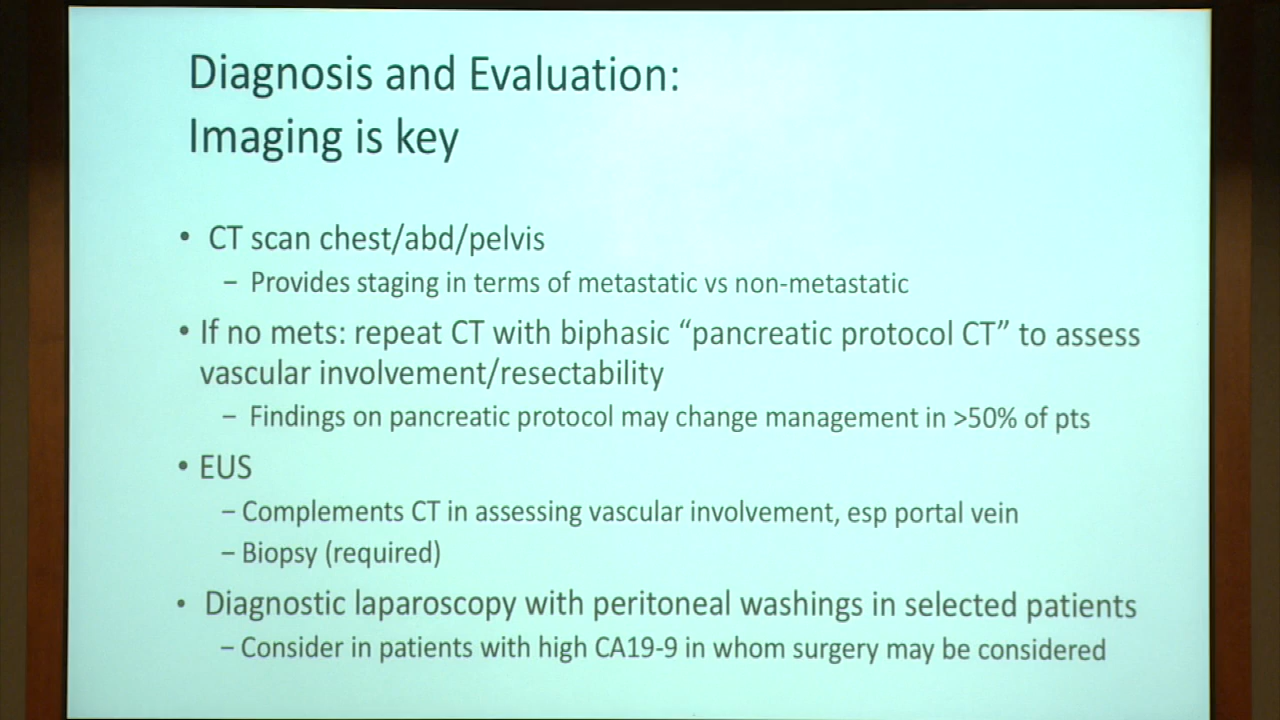 Diagnosis and Evaluation:
Imaging is key
• CT scan chest/abd/pelvis
– Provides staging in terms of metastatic vs non-metastatic
• If no mets: repeat CT with biphasic “pancreatic protocol CT” to assess
vascular involvement/resectability
– Findings on pancreatic protocol may change management in >50% of pts
• EUS
– Complements CT in assessing vascular involvement, esp portal vein
– Biopsy (required)
• Diagnostic laparoscopy with peritoneal washings in selected patients
– Consider in patients with high CA19-9 in whom surgery may be considered